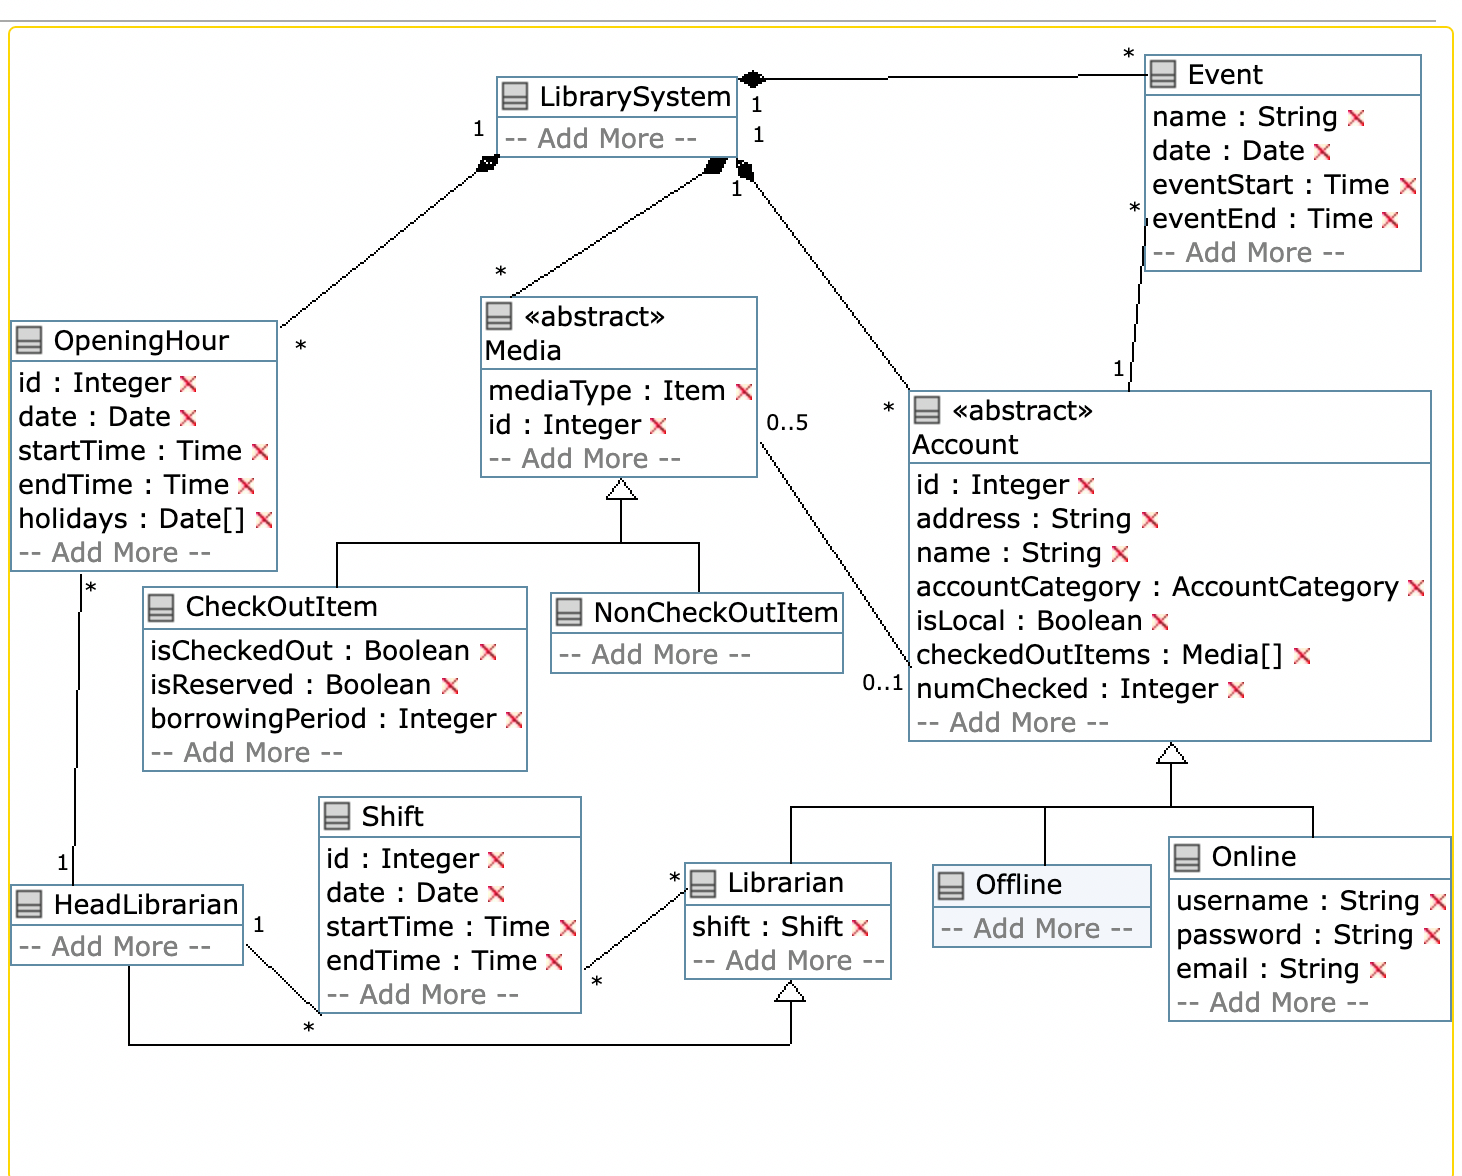 LibrarySystem
-- Add More --
1
1
1
1
*
Event
name : String
date : Date
eventStart : Time
eventEnd : Time
-- Add More --
*
1
*
*
OpeningHour
id : Integer
date : Date
startTime : Time
endTime : Time
holidays : Date[]
-- Add More --
*
*
1
«abstract»
Media
mediaType : Item
id : Integer
-- Add More --
0..5
0..1
*
«abstract»
Account
id : Integer
address : String
name : String
accountCategory : AccountCategory
isLocal : Boolean
checkedOutItems : Media[]
numChecked : Integer
-- Add More --
CheckOutItem
isCheckedOut : Boolean
isReserved : Boolean
borrowingPeriod : Integer
-- Add More --
NonCheckOutItem
-- Add More --
HeadLibrarian
-- Add More --
1
*
Shift
id : Integer
date : Date
startTime : Time
endTime : Time
-- Add More --
*
*
Librarian
shift : Shift
-- Add More --
Offline
-- Add More --
Online
username : String
password : String
email : String
-- Add More --